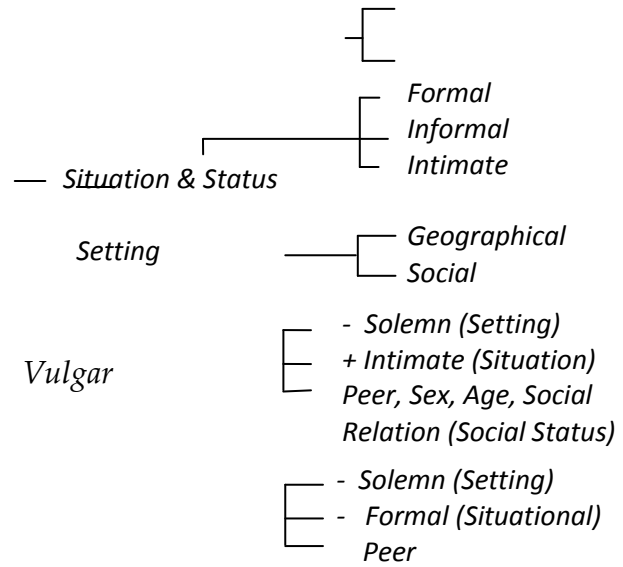 Formal
Informal
Intimate
Situation & Status
Geographical
Setting
Social
- Solemn (Setting)
+ Intimate (Situation)
Vulgar
Peer, Sex, Age, Social
Relation (Social Status)
- Solemn (Setting)
- Formal (Situational)
Peer